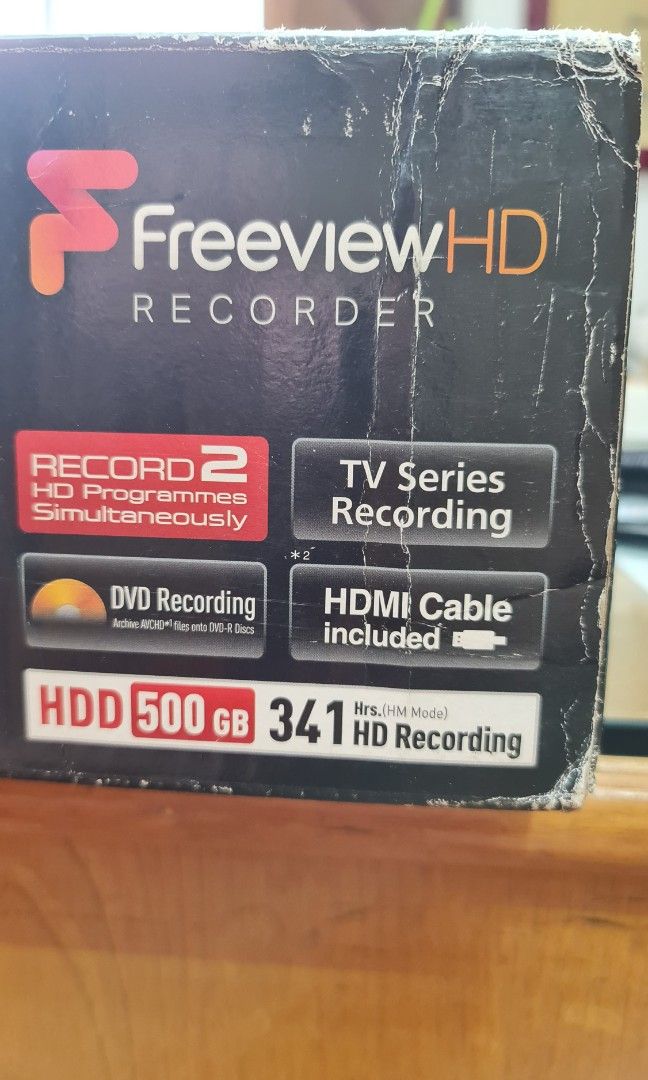 FreeviewHD
RECORDER
RECORD 2
HD Programmes
Simultaneously
TV Series
Recording
DVD Recording
Archive AVCHD*1 files onto DVD-R Discs
*2
HDMI Cable
included
HDD 500 GB 341 Hrs.(HM Mode)
HD Recording